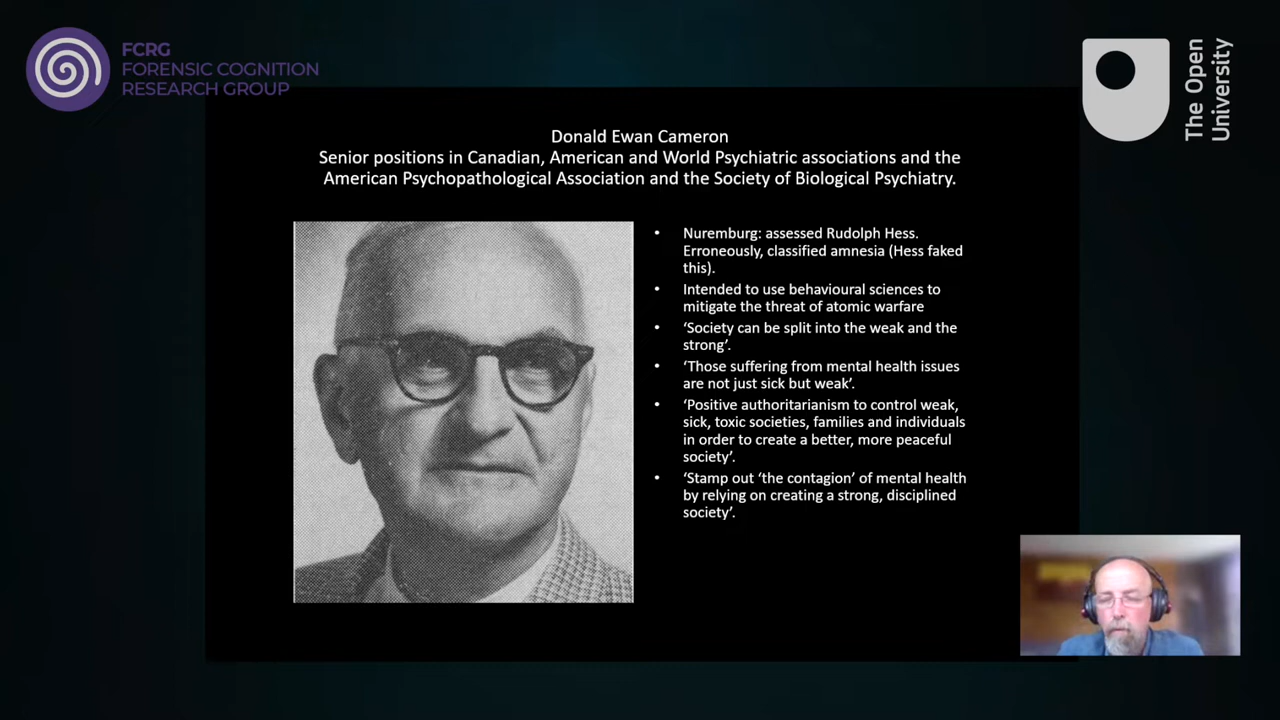 FCRG
FORENSIC COGNITION
RESEARCH GROUP
The Open
University
Donald Ewan Cameron
Senior positions in Canadian, American and World Psychiatric associations and the
American Psychopathological Association and the Society of Biological Psychiatry.
• Nuremburg: assessed Rudolph Hess.
Erroneously, classified amnesia (Hess faked
this).
• Intended to use behavioural sciences to
mitigate the threat of atomic warfare
• ‘Society can be split into the weak and the
strong’.
• ‘Those suffering from mental health issues
are not just sick but weak’.
• ‘Positive authoritarianism to control weak,
sick, toxic societies, families and individuals
in order to create a better, more peaceful
society’.
• ‘Stamp out ‘the contagion’ of mental health
by relying on creating a strong, disciplined
society’.